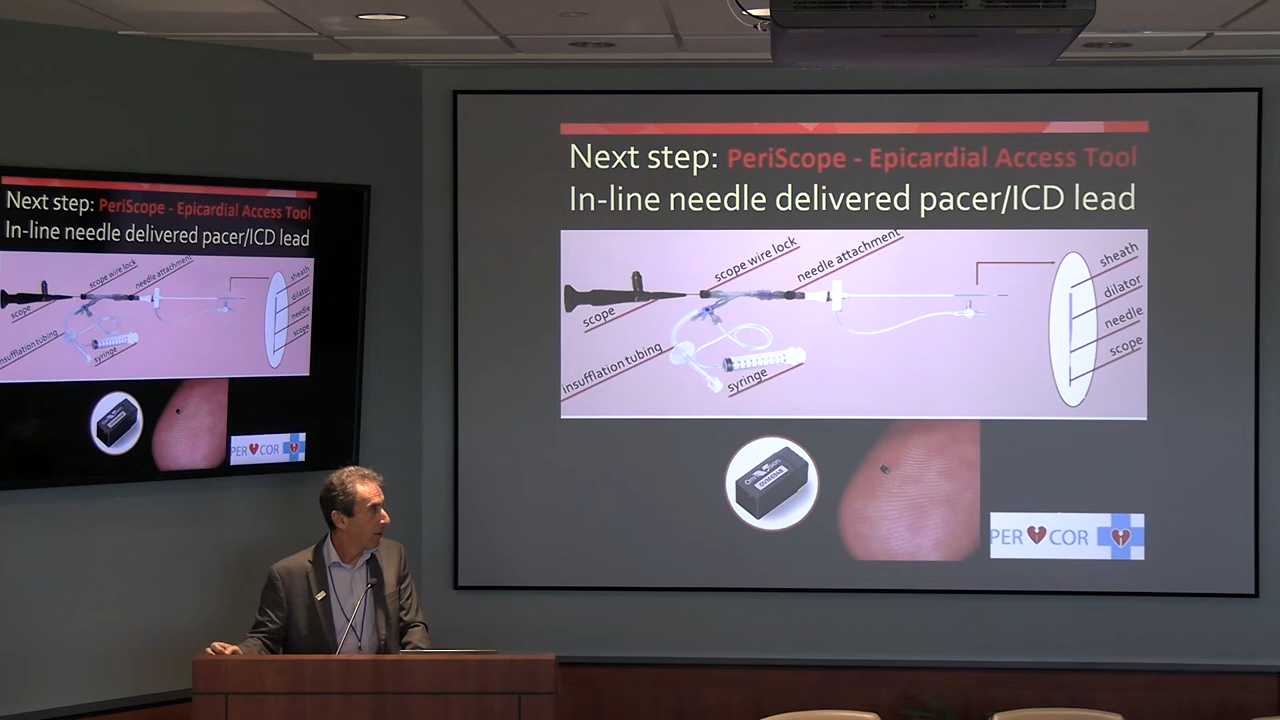 Next step: PeriScope - Epicardial Access Tool
In-line needle delivered pacer/ICD lead
scope wire lock
needle attachment
sheath
dilator
needle
scope
scope
insufflation tubing
syringe
PER COR
Next step: PeriScope - Epicardial Access Tool
In-line needle delivered pacer/ICD lead
scope wire lock
needle attachment
scope
insufflation tubing
syringe
sheath
dilator
needle
scope
OVM6948
PER COR